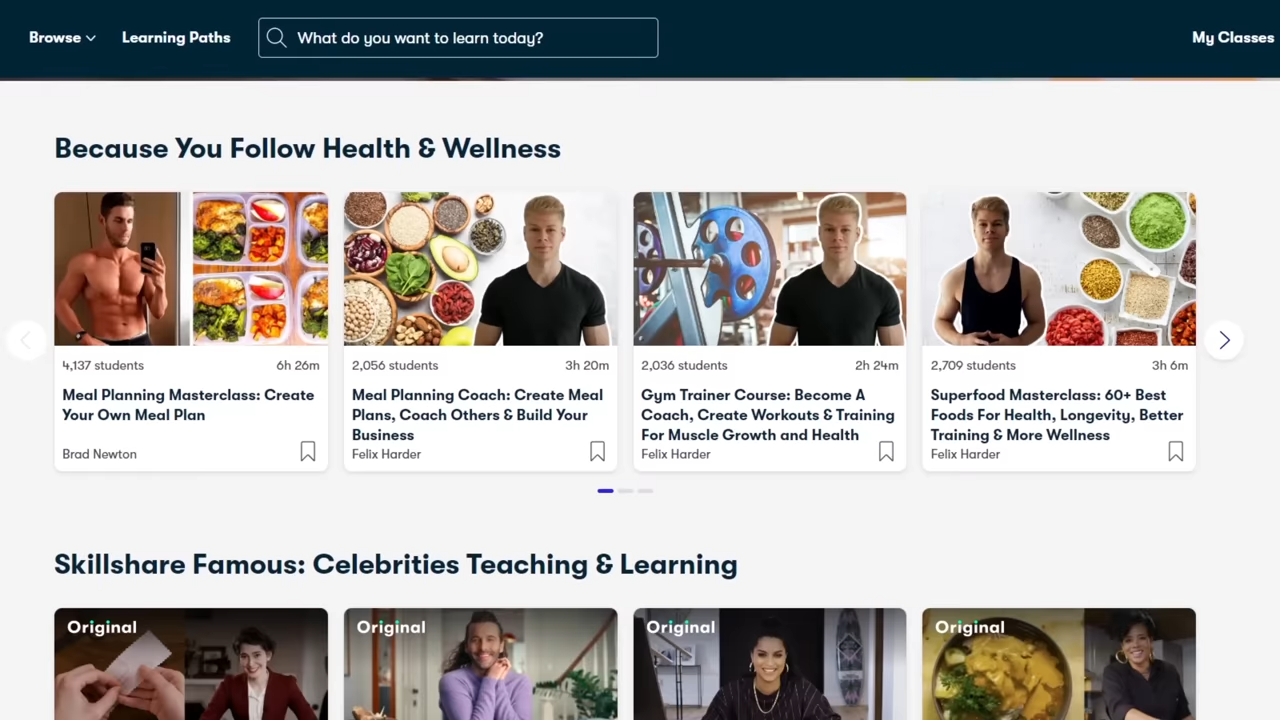 Browse
Learning Paths
What do you want to learn today?
My Classes
Because You Follow Health & Wellness
4,137 students 6h 26m
Meal Planning Masterclass: Create
Your Own Meal Plan
Brad Newton
2,056 students 3h 20m
Meal Planning Coach: Create Meal
Plans, Coach Others & Build Your
Business
Felix Harder
2,036 students 2h 24m
Gym Trainer Course: Become A
Coach, Create Workouts & Training
For Muscle Growth and Health
Felix Harder
2,709 students 3h 6m
Superfood Masterclass: 60+ Best
Foods For Health, Longevity, Better
Training & More Wellness
Felix Harder
Skillshare Famous: Celebrities Teaching & Learning
Original
Original
Original
Original